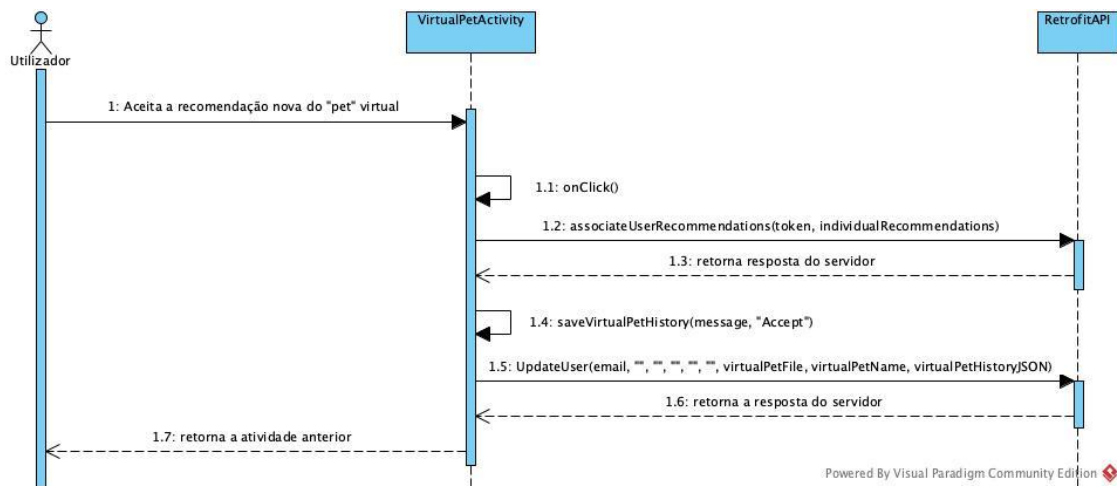 VirtualPetActivity
RetrofitAPI
Utilizador
1: Aceita a recomendação nova do "pet" virtual
1.1: onClick()
1.2: associateUserRecommendations(token, individualRecommendations)
1.3: retorna resposta do servidor
1.4: saveVirtualPetHistory(message, "Accept")
1.5: UpdateUser(email, "", "", "", "", "", virtualPetFile, virtualPetName, virtualPetHistoryJSON)
1.6: retorna a resposta do servidor
1.7: retorna a atividade anterior
Powered By Visual Paradigm Community Edition